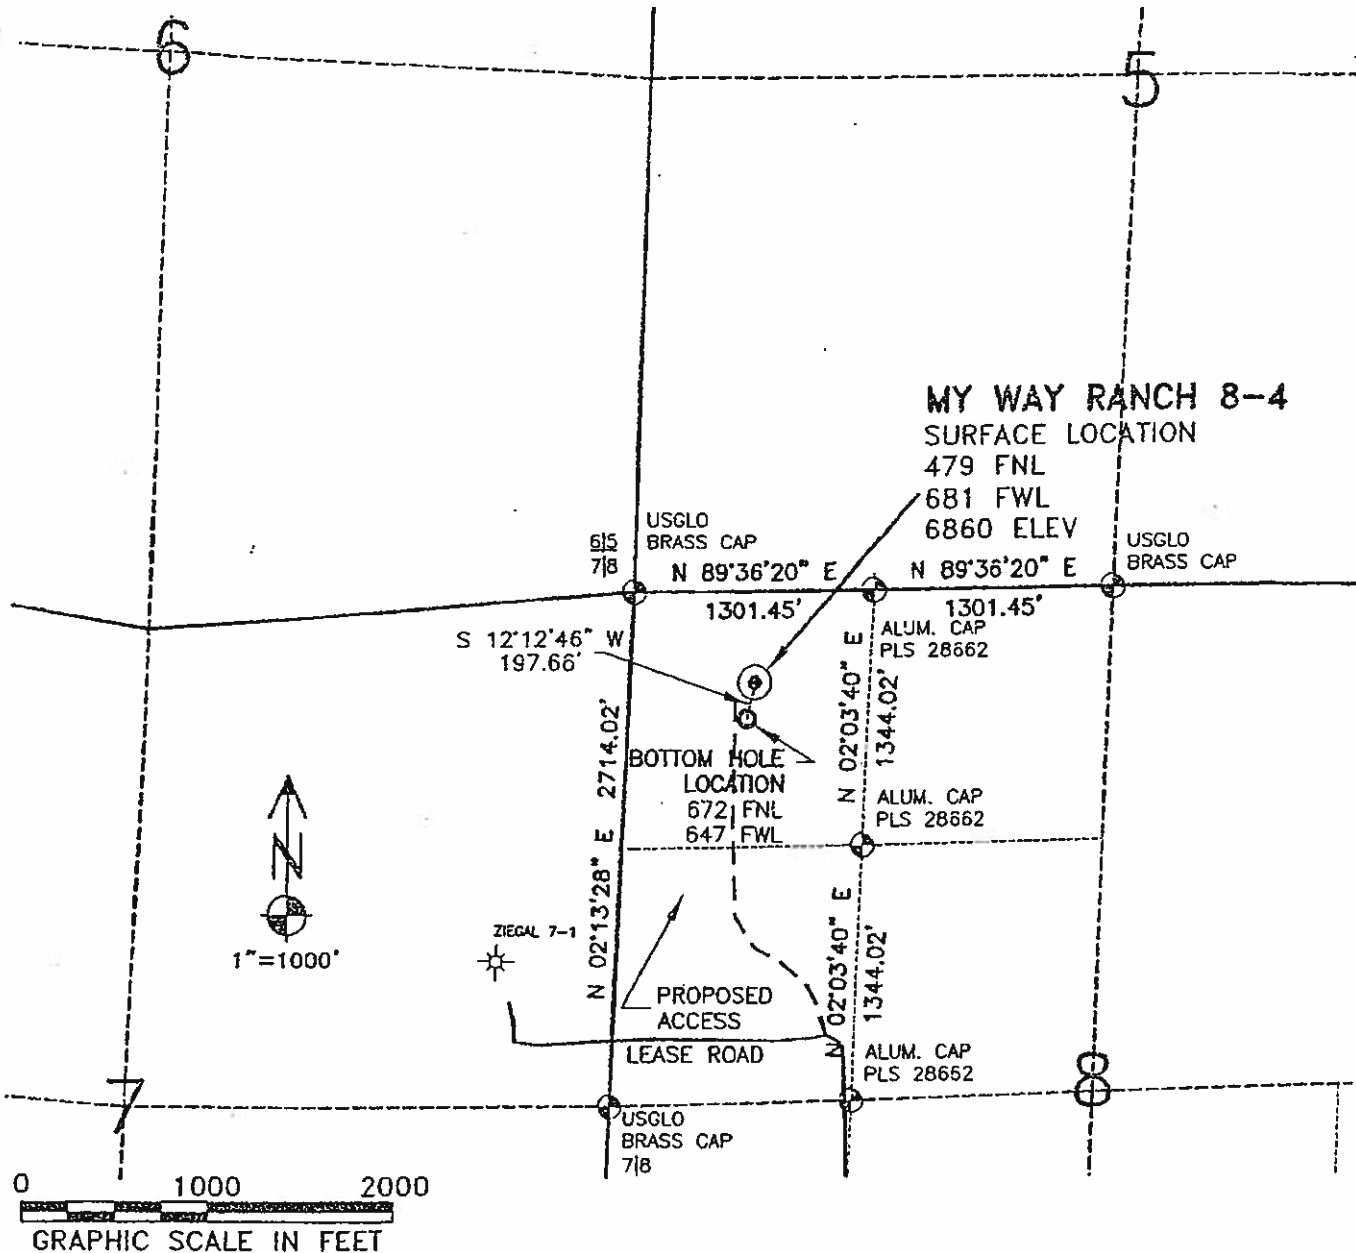 6
5
MY WAY RANCH 8-4
SURFACE LOCATION
479 FNL
681 FWL
6860 ELEV
USGLO
BRASS CAP
6|5
7|8
N 89°36'20" E
1301.45'
N 89°36'20" E
1301.45'
USGLO
BRASS CAP
ALUM. CAP
PLS 28662
S 12°12'46" W
197.66'
N 02°03'40" E
1344.02'
BOTTOM HOLE
LOCATION
672 FNL
647 FWL
N 02°13'28" E 2714.02'
ALUM. CAP
PLS 28662
N
1"=1000'
ZIEGAL 7-1
N 02°03'40" E
1344.02'
PROPOSED
ACCESS
LEASE ROAD
ALUM. CAP
PLS 28662
7
8
USGLO
BRASS CAP
7|8
0 1000 2000
GRAPHIC SCALE IN FEET